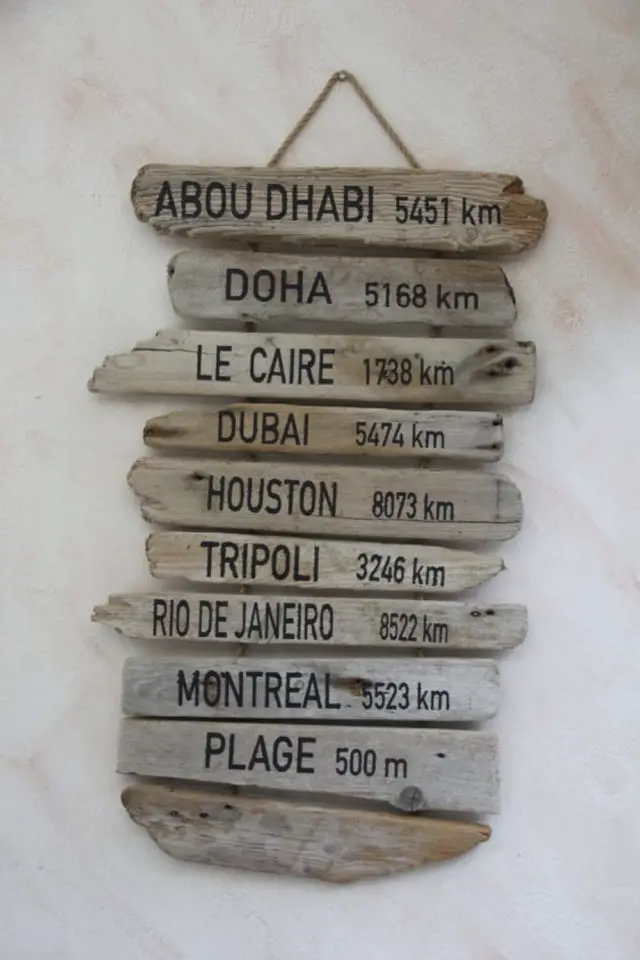 ABOU DHABI 5451 km
DOHA 5168 km
LE CAIRE 1738 km
DUBAI 5474 km
HOUSTON 8073 km
TRIPOLI 3246 km
RIO DE JANEIRO 8522 km
MONTREAL 5523 km
PLAGE 500 m